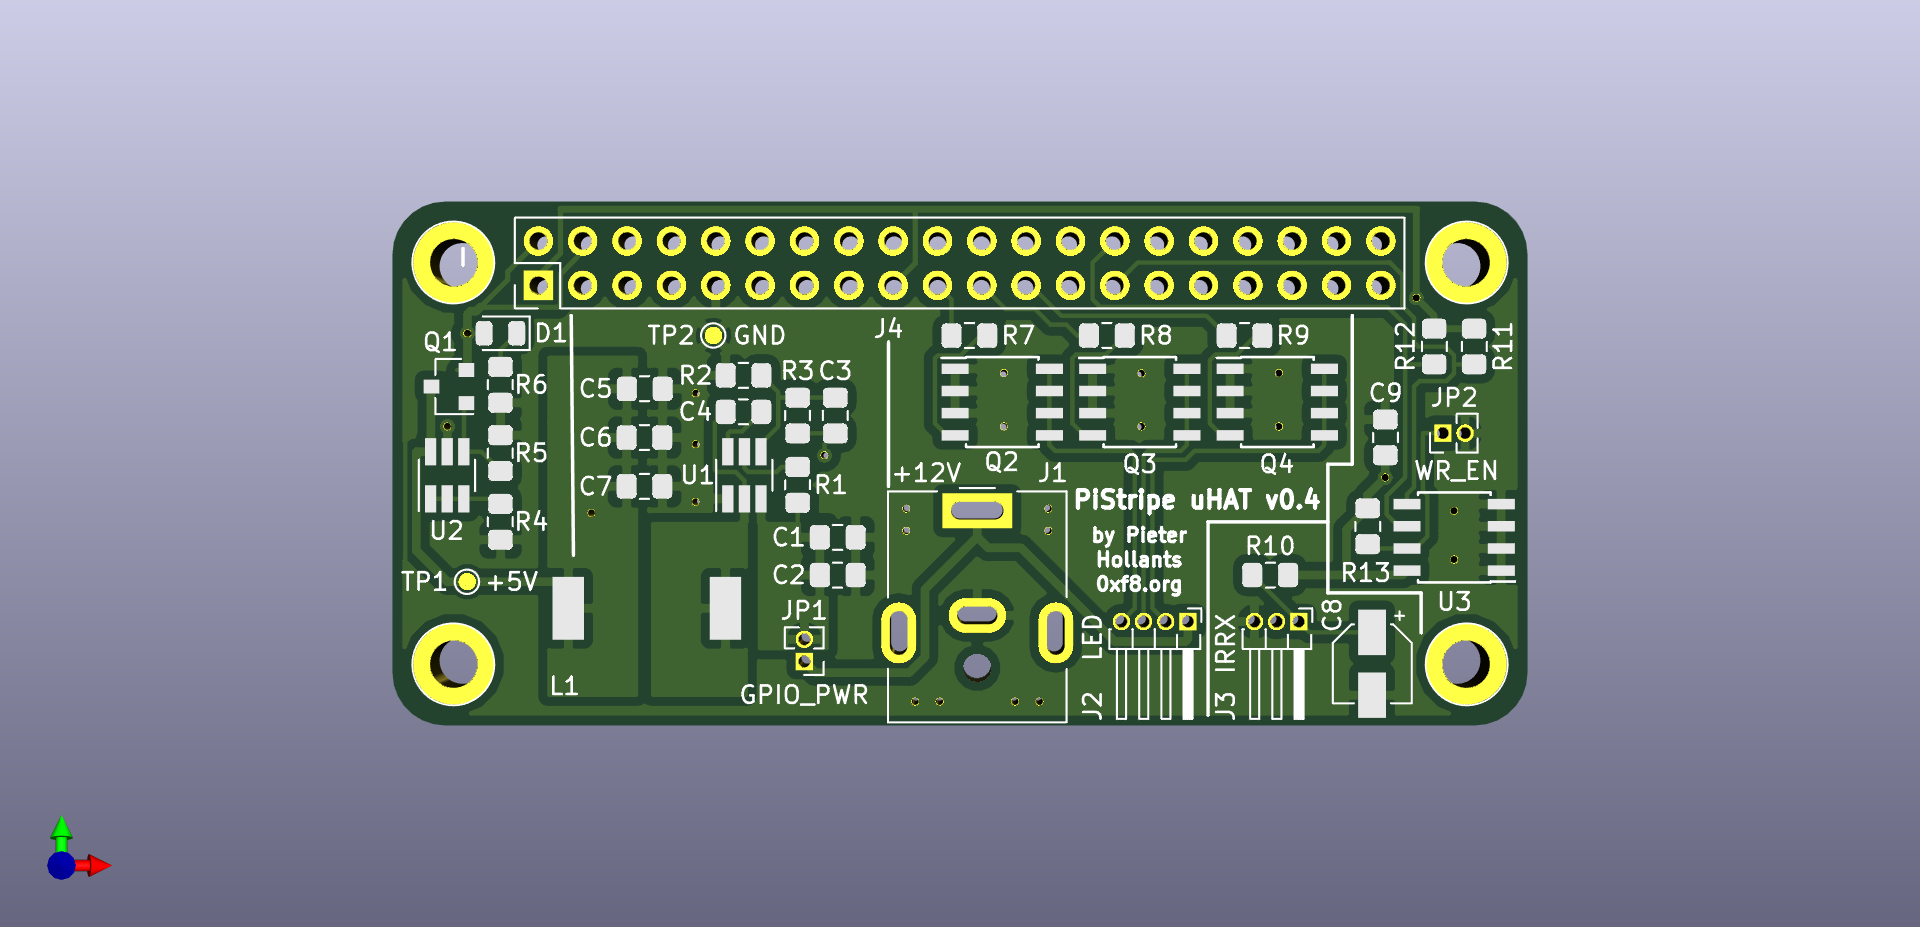 J4
TP2 GND
D1
Q1
R7
R8
R9
R12
R11
R2
R3
C3
C5
R6
C4
C9
JP2
C6
R5
U1
+12V
Q2
J1
Q3
Q4
WR_EN
C7
R1
PiStripe uHAT v0.4
U2
R4
C1
by Pieter
Hollants
0xf8.org
R10
C2
R13
TP1 +5V
JP1
U3
C8
+
LED
IRRX
L1
GPIO_PWR
J2
J3